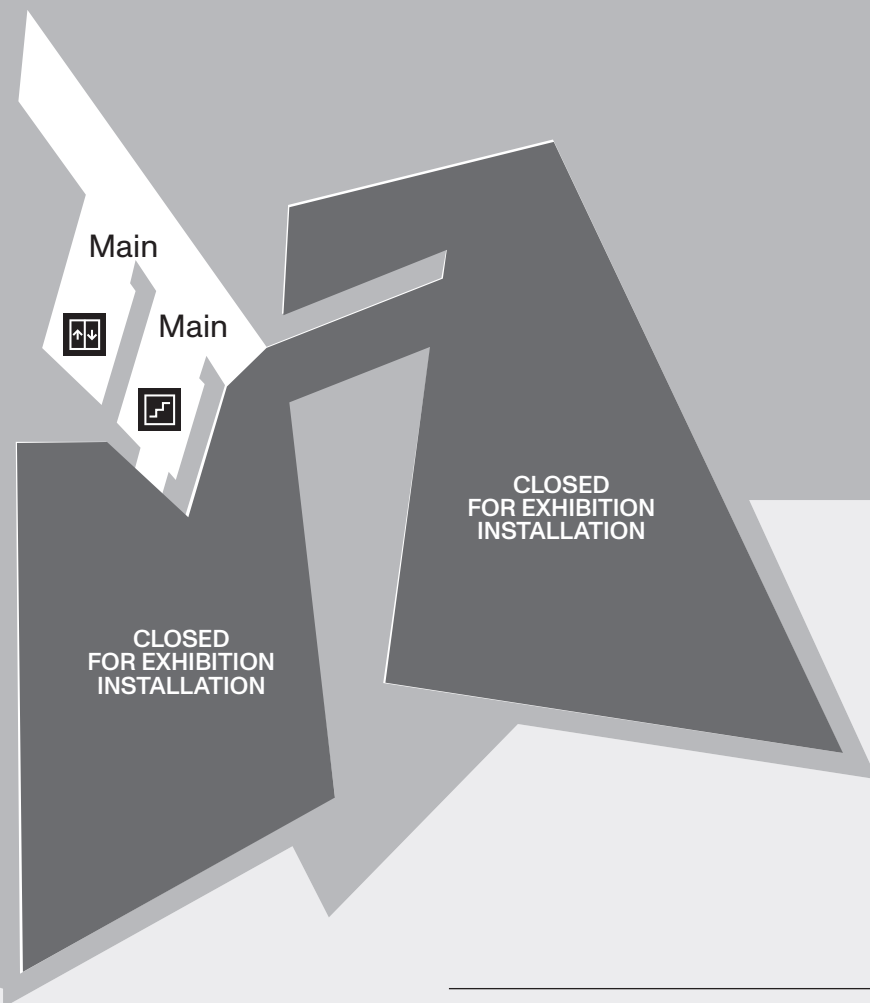 Main
Main
CLOSED
FOR EXHIBITION
INSTALLATION
CLOSED
FOR EXHIBITION
INSTALLATION